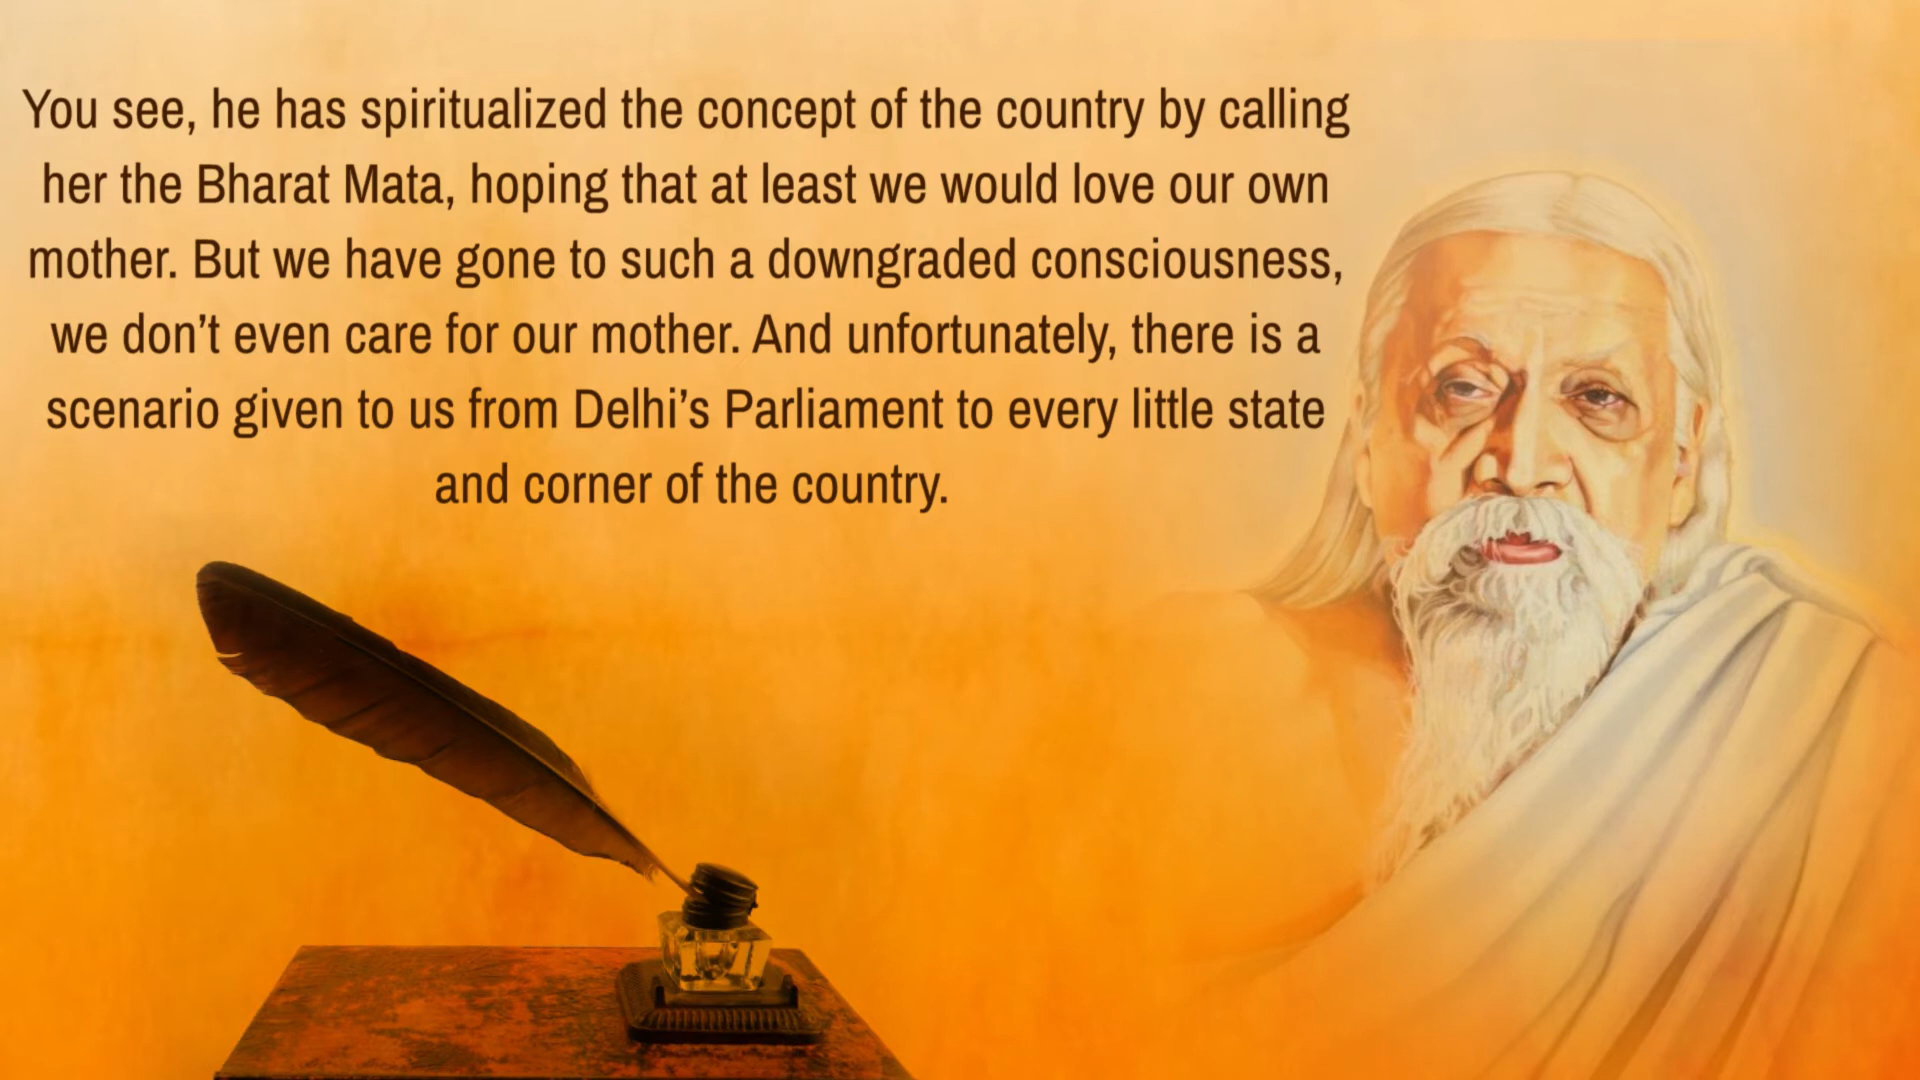 You see, he has spiritualized the concept of the country by calling
her the Bharat Mata, hoping that at least we would love our own
mother. But we have gone to such a downgraded consciousness,
we don’t even care for our mother. And unfortunately, there is a
scenario given to us from Delhi’s Parliament to every little state
and corner of the country.